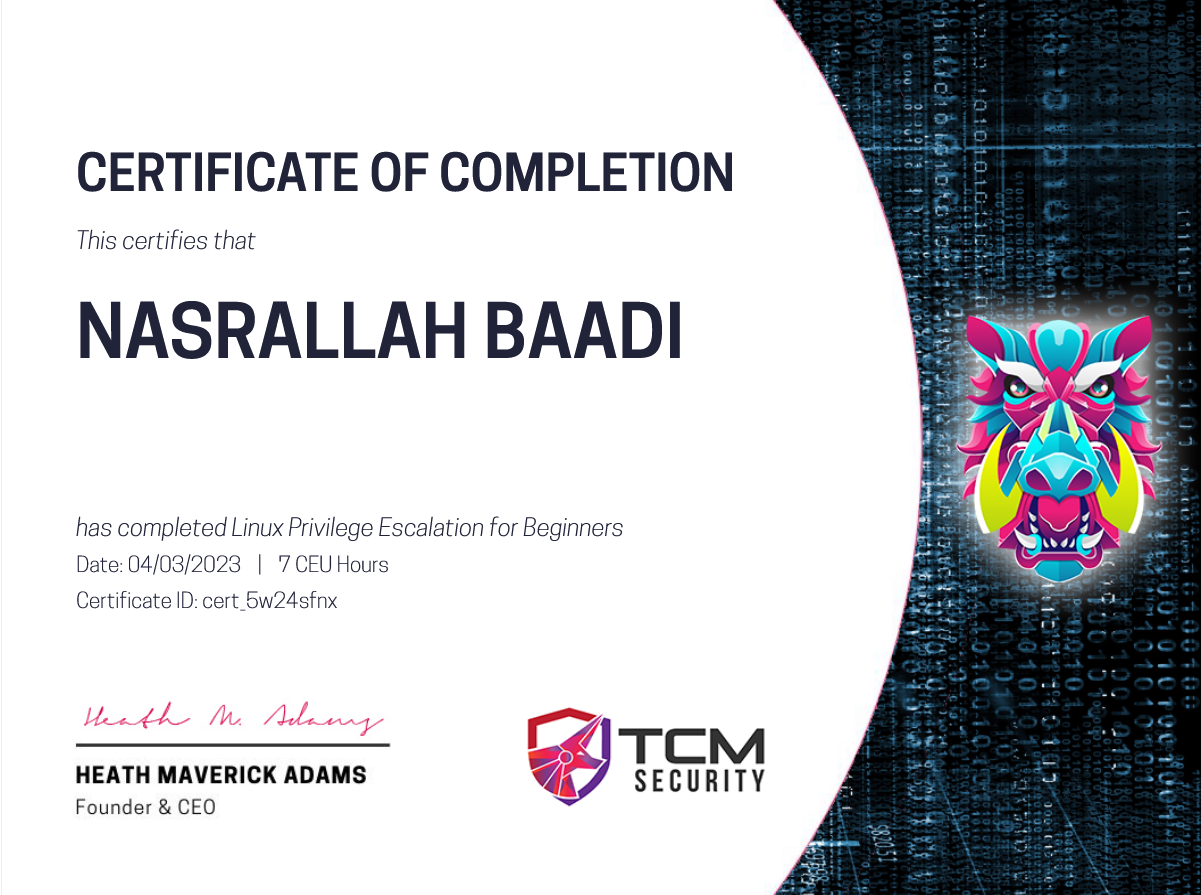 CERTIFICATE OF COMPLETION
This certifies that
NASRALLAH BAADI
has completed Linux Privilege Escalation for Beginners
Date: 04/03/2023 | 7 CEU Hours
Certificate ID: cert_5w24sfnx
Heath M. Adams
HEATH MAVERICK ADAMS
Founder & CEO
TCM
SECURITY